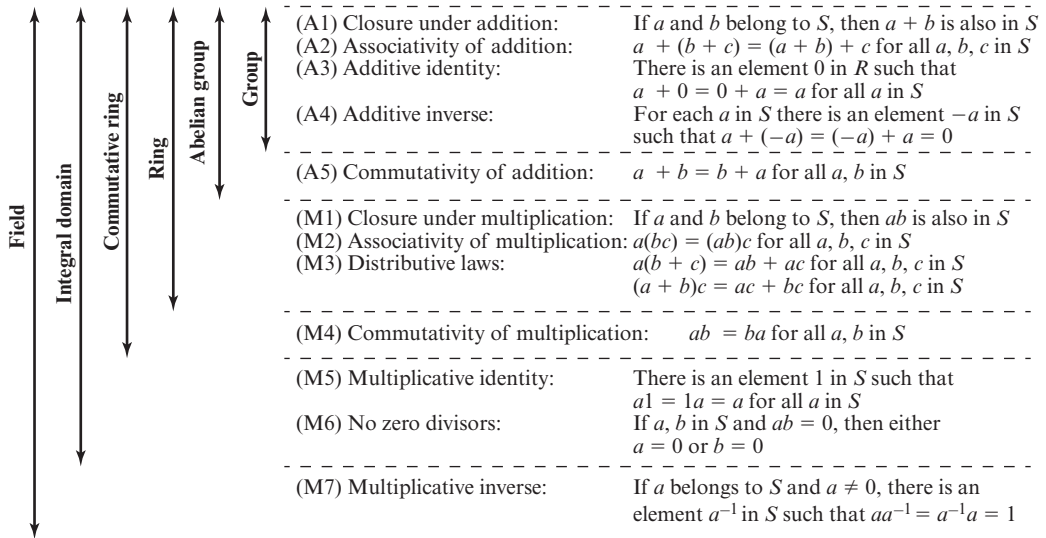 Field
Integral domain
Commutative ring
Ring
Abelian group
Group
(A1) Closure under addition: If a and b belong to S, then a + b is also in S
(A2) Associativity of addition: a + (b + c) = (a + b) + c for all a, b, c in S
(A3) Additive identity: There is an element 0 in R such that
a + 0 = 0 + a = a for all a in S
(A4) Additive inverse: For each a in S there is an element −a in S
such that a + (−a) = (−a) + a = 0
(A5) Commutativity of addition: a + b = b + a for all a, b in S
(M1) Closure under multiplication: If a and b belong to S, then ab is also in S
(M2) Associativity of multiplication: a(bc) = (ab)c for all a, b, c in S
(M3) Distributive laws: a(b + c) = ab + ac for all a, b, c in S
(a + b)c = ac + bc for all a, b, c in S
(M4) Commutativity of multiplication: ab = ba for all a, b in S
(M5) Multiplicative identity: There is an element 1 in S such that
a1 = 1a = a for all a in S
(M6) No zero divisors: If a, b in S and ab = 0, then either
a = 0 or b = 0
(M7) Multiplicative inverse: If a belongs to S and a ≠ 0, there is an
element a⁻¹ in S such that aa⁻¹ = a⁻¹a = 1